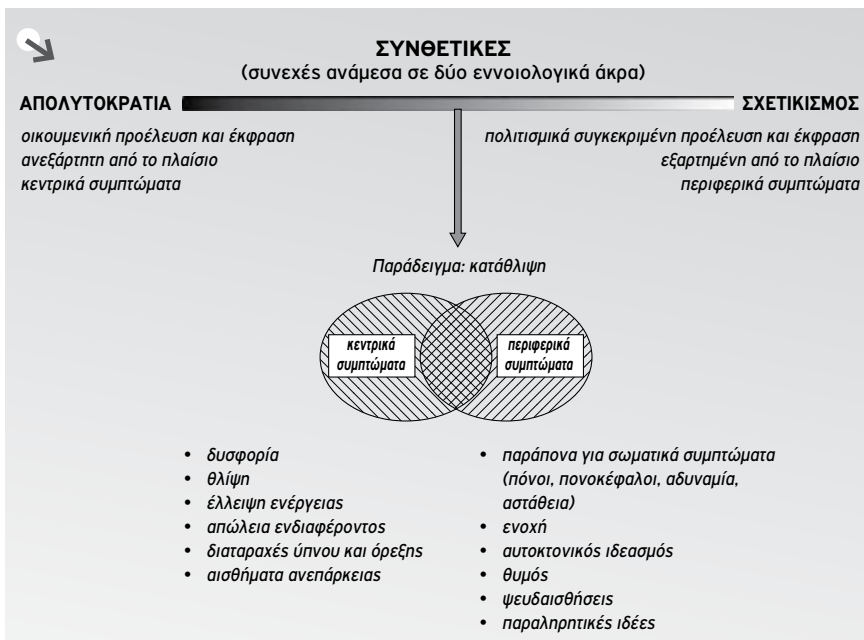 ΣΥΝΘΕΤΙΚΕΣ
(συνεχές ανάμεσα σε δύο εννοιολογικά άκρα)
ΑΠΟΛΥΤΟΚΡΑΤΙΑ
ΣΧΕΤΙΚΙΣΜΟΣ
οικουμενική προέλευση και έκφραση
ανεξάρτητη από το πλαίσιο
κεντρικά συμπτώματα
πολιτισμικά συγκεκριμένη προέλευση και έκφραση
εξαρτημένη από το πλαίσιο
περιφερικά συμπτώματα
Παράδειγμα: κατάθλιψη
κεντρικά
συμπτώματα
περιφερικά
συμπτώματα
• δυσφορία
• θλίψη
• έλλειψη ενέργειας
• απώλεια ενδιαφέροντος
• διαταραχές ύπνου και όρεξης
• αισθήματα ανεπάρκειας
• παράπονα για σωματικά συμπτώματα
(πόνοι, πονοκέφαλοι, αδυναμία,
αστάθεια)
• ενοχή
• αυτοκτονικός ιδεασμός
• θυμός
• ψευδαισθήσεις
• παραληρητικές ιδέες